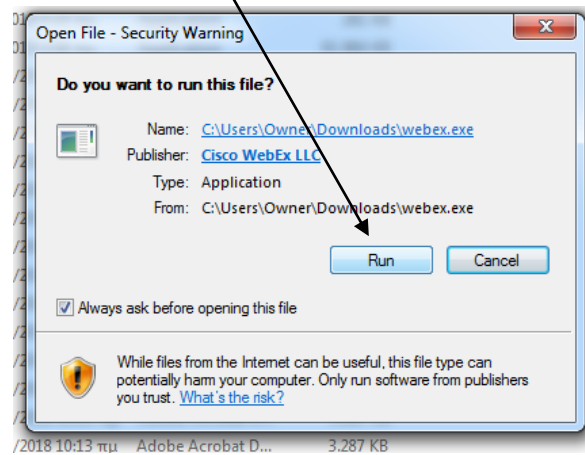 Open File - Security Warning
Do you want to run this file?
Name: C:\Users\Owner\Downloads\webex.exe
Publisher: Cisco WebEx LLC
Type: Application
From: C:\Users\Owner\Downloads\webex.exe
Run Cancel
Always ask before opening this file
While files from the Internet can be useful, this file type can
potentially harm your computer. Only run software from publishers
you trust. What's the risk?
/2018 10:13 πμ Adobe Acrobat D... 3.287 KB